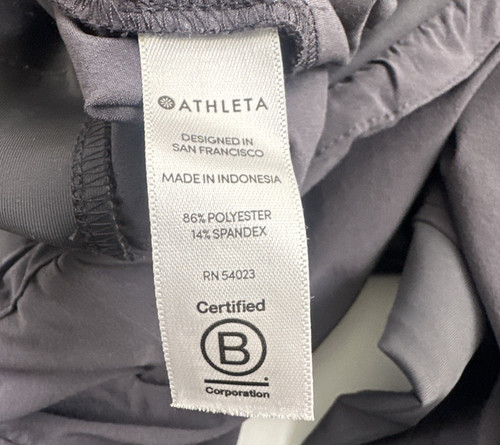 ATHLETA
DESIGNED IN
SAN FRANCISCO
MADE IN INDONESIA
86% POLYESTER
14% SPANDEX
RN 54023
Certified
B
Corporation